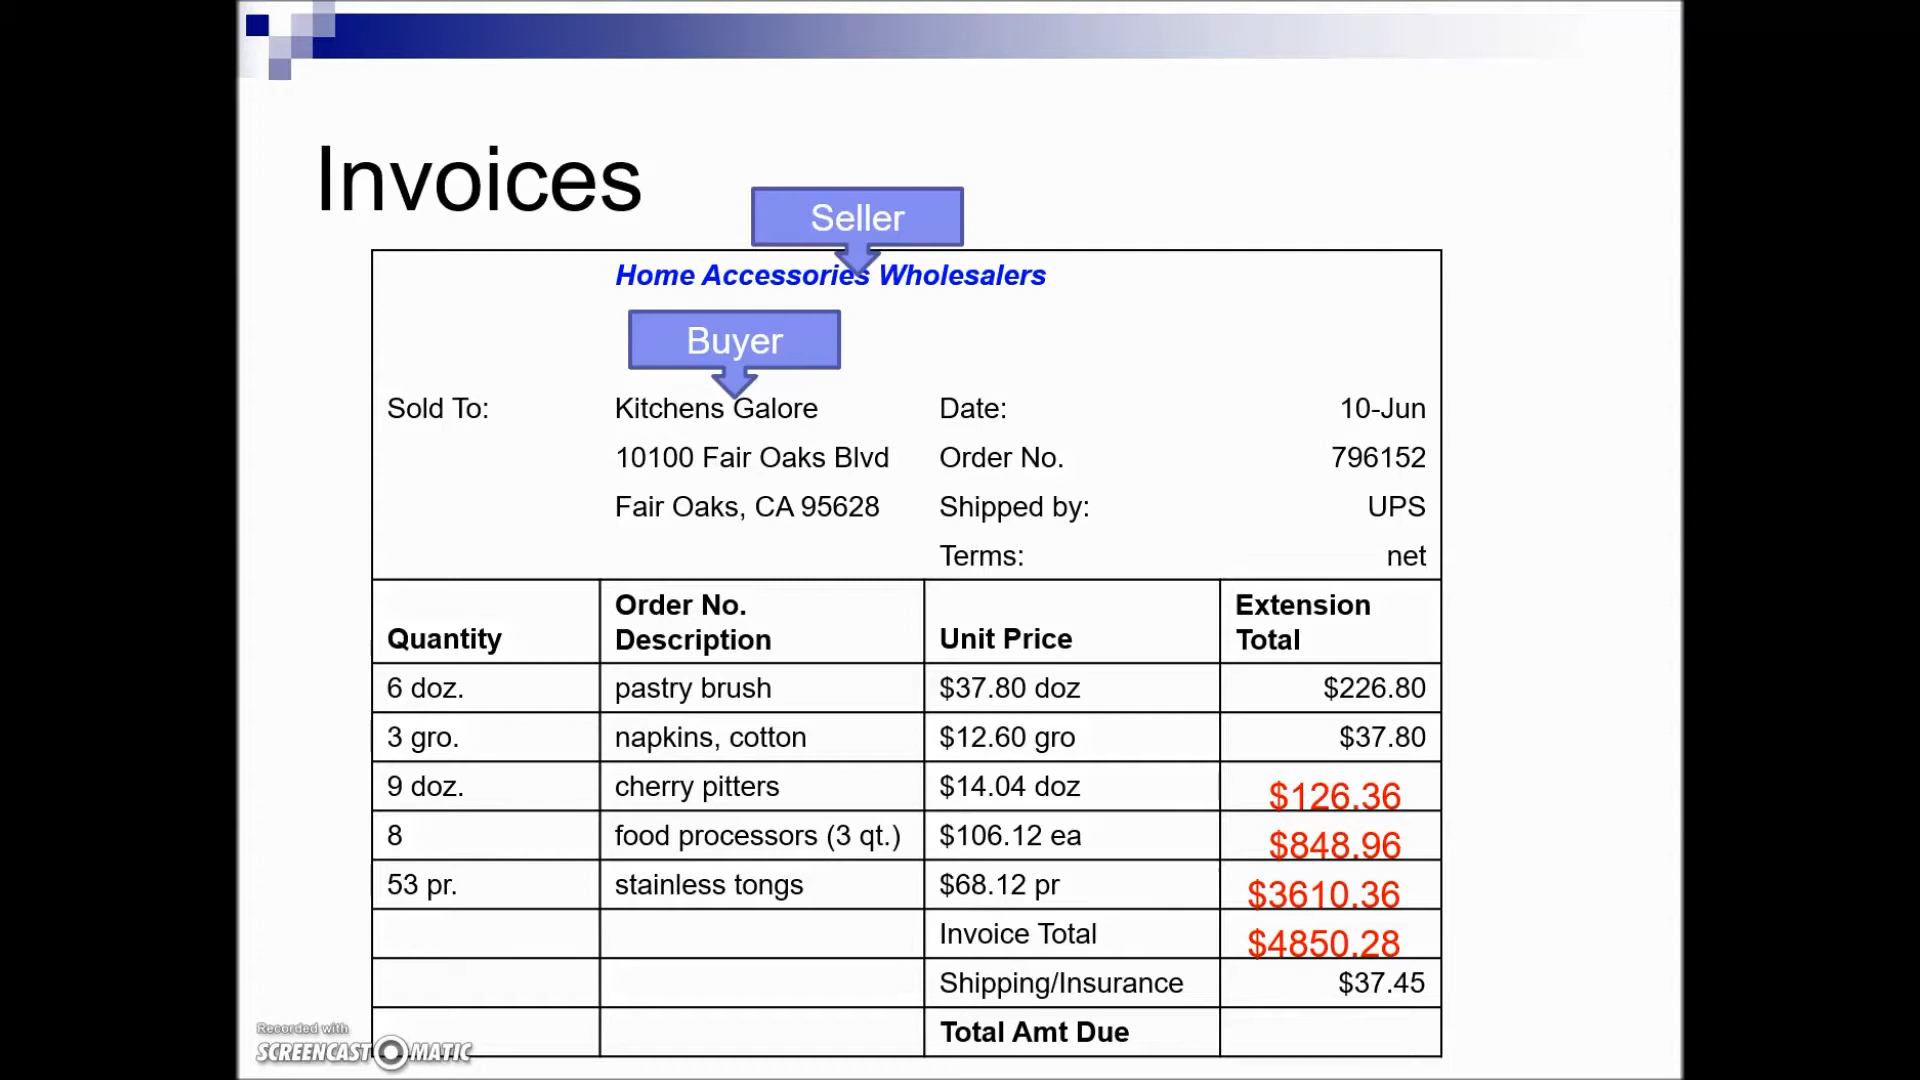 Invoices
Seller
Home Accessories Wholesalers
Buyer
Sold To: Kitchens Galore Date: 10-Jun
10100 Fair Oaks Blvd Order No. 796152
Fair Oaks, CA 95628 Shipped by: UPS
Terms: net
Quantity Order No. Description Unit Price Extension Total
6 doz. pastry brush $37.80 doz $226.80
3 gro. napkins, cotton $12.60 gro $37.80
9 doz. cherry pitters $14.04 doz $126.36
8 food processors (3 qt.) $106.12 ea $848.96
53 pr. stainless tongs $68.12 pr $3610.36
Invoice Total $4850.28
Shipping/Insurance $37.45
Total Amt Due
Recorded with
SCREENCAST-O-MATIC